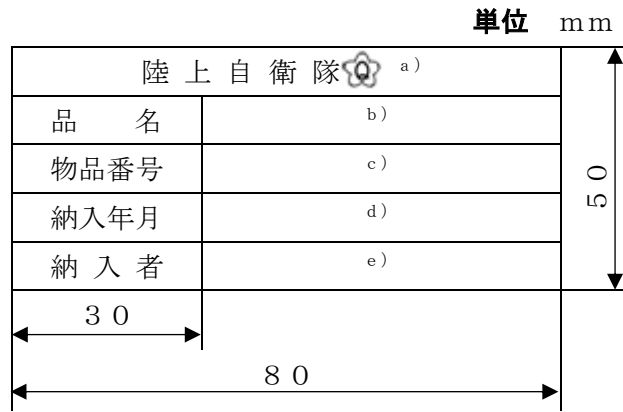 単位 ｍｍ
陸上自衛隊Ｑ ａ）
品名 ｂ）
物品番号 ｃ）
納入年月 ｄ）
納入者 ｅ）
５０
３０
８０